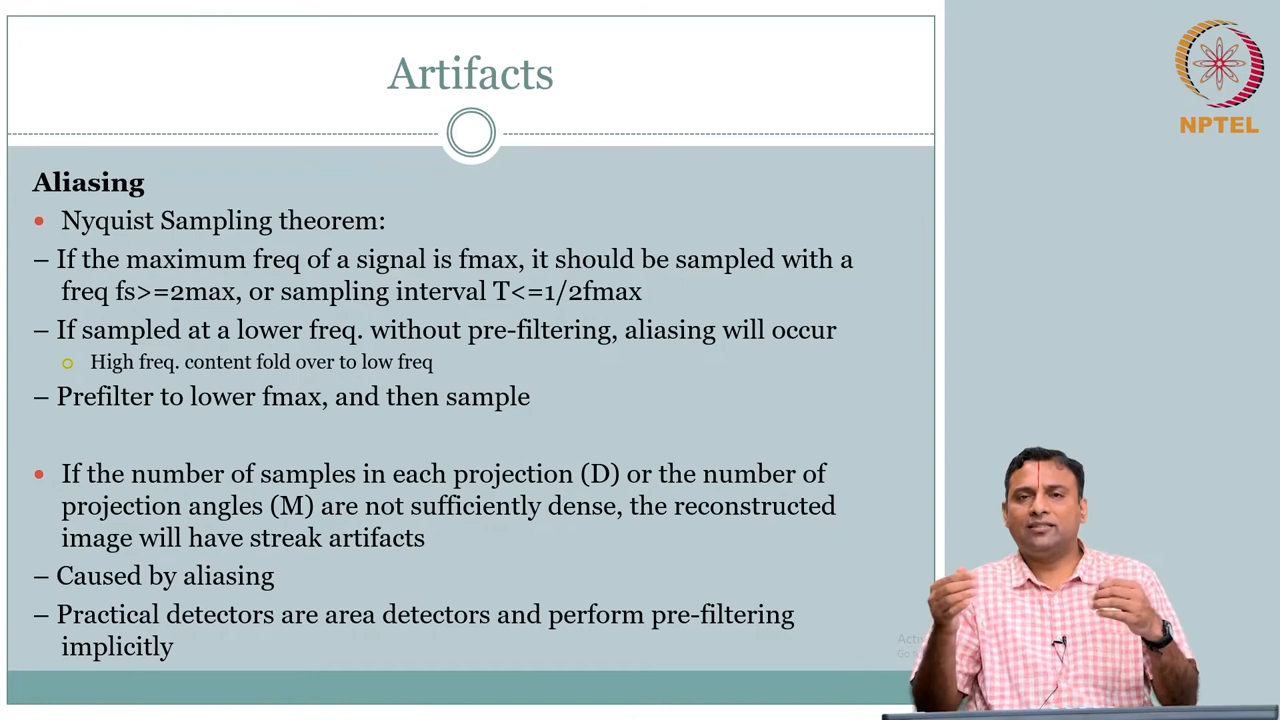 Artifacts
NPTEL
Aliasing
• Nyquist Sampling theorem:
– If the maximum freq of a signal is fmax, it should be sampled with a
freq fs>=2max, or sampling interval T<=1/2fmax
– If sampled at a lower freq. without pre-filtering, aliasing will occur
High freq. content fold over to low freq
– Prefilter to lower fmax, and then sample
• If the number of samples in each projection (D) or the number of
projection angles (M) are not sufficiently dense, the reconstructed
image will have streak artifacts
– Caused by aliasing
– Practical detectors are area detectors and perform pre-filtering
implicitly